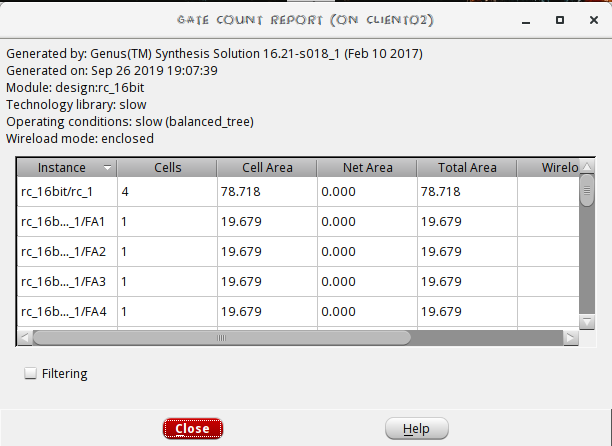 GATE COUNT REPORT (ON CLIENT02)
Generated by: Genus(TM) Synthesis Solution 16.21-s018_1 (Feb 10 2017)
Generated on: Sep 26 2019 19:07:39
Module: design:rc_16bit
Technology library: slow
Operating conditions: slow (balanced_tree)
Wireload mode: enclosed
Instance Cells Cell Area Net Area Total Area Wirelo
rc_16bit/rc_1 4 78.718 0.000 78.718
rc_16b..._1/FA1 1 19.679 0.000 19.679
rc_16b..._1/FA2 1 19.679 0.000 19.679
rc_16b..._1/FA3 1 19.679 0.000 19.679
rc_16b..._1/FA4 1 19.679 0.000 19.679
Filtering
Close Help